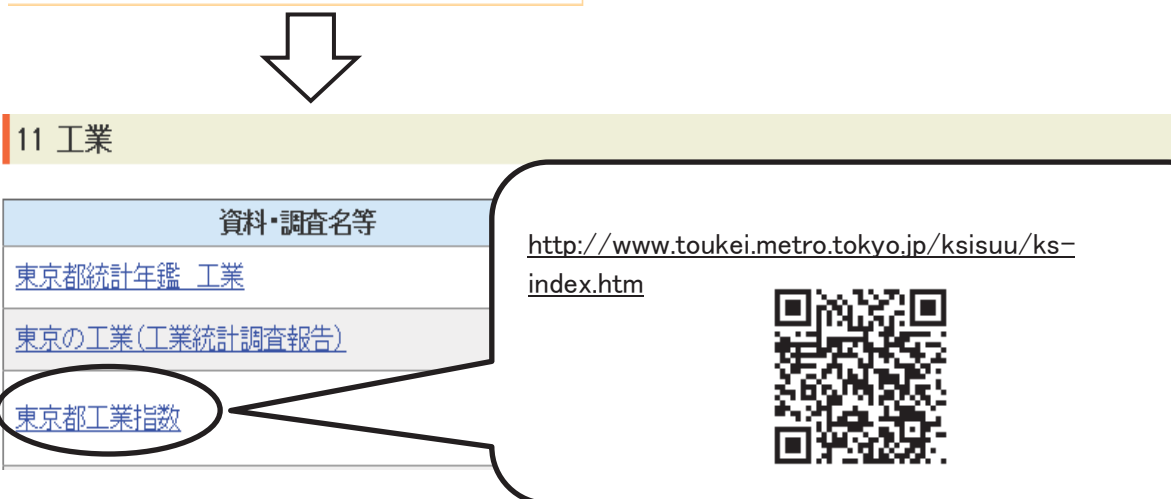 11 工業
資料・調査名等
東京都統計年鑑　工業
東京の工業(工業統計調査報告)
東京都工業指数
http://www.toukei.metro.tokyo.jp/ksisuu/ks-
index.htm